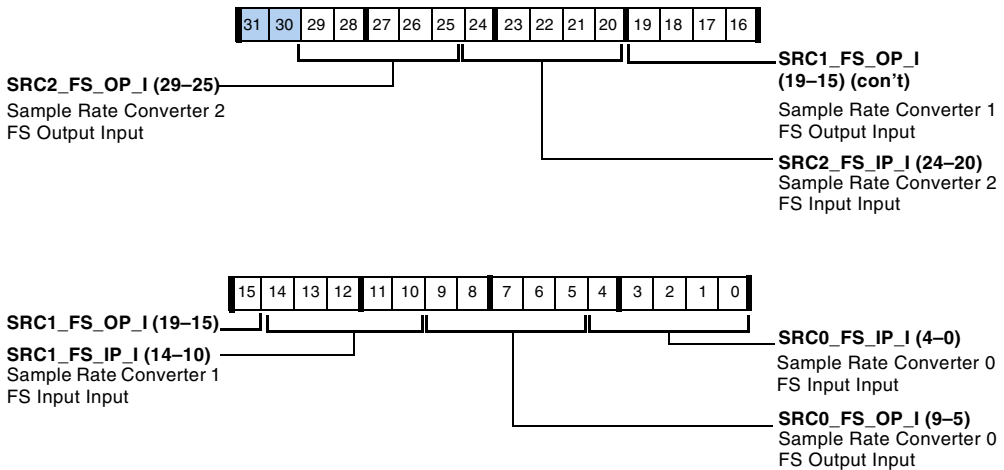 31 30 29 28 27 26 25 24 23 22 21 20 19 18 17 16
SRC2_FS_OP_I (29–25)
Sample Rate Converter 2
FS Output Input
SRC1_FS_OP_I
(19–15) (con't)
Sample Rate Converter 1
FS Output Input
SRC2_FS_IP_I (24–20)
Sample Rate Converter 2
FS Input Input
15 14 13 12 11 10 9 8 7 6 5 4 3 2 1 0
SRC1_FS_OP_I (19–15)
SRC1_FS_IP_I (14–10)
Sample Rate Converter 1
FS Input Input
SRC0_FS_IP_I (4–0)
Sample Rate Converter 0
FS Input Input
SRC0_FS_OP_I (9–5)
Sample Rate Converter 0
FS Output Input